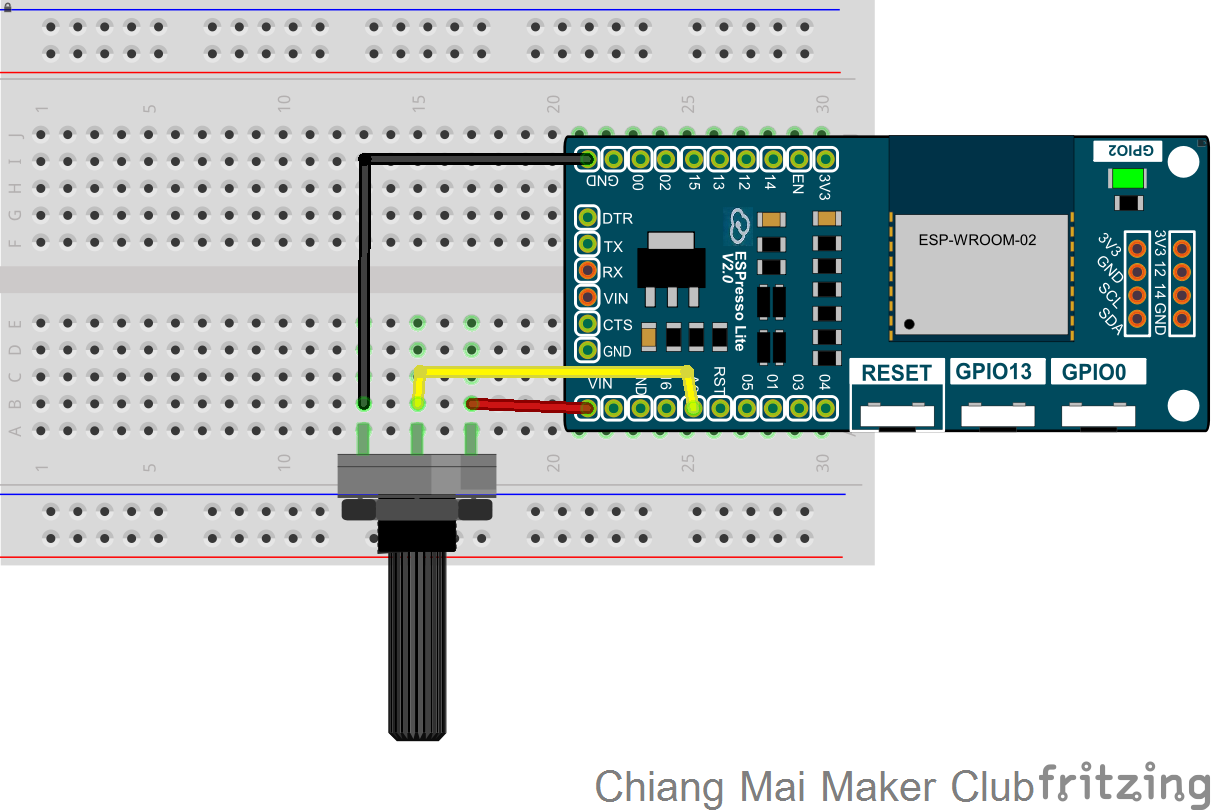 1 5 10 15 20 25 30
J
I
H
G
F
E
D
C
B
A
GND 00 02 15 13 12 14 EN 3V3
DTR
TX
RX
VIN
CTS
GND
ESPresso Lite
V2.0
VIN ND 16 RST 05 01 03 04
ESP-WROOM-02
GPIO2
3V3
GND
SCL
SDA
3V3 12 14 GND
RESET GPIO13 GPIO0
1 5 10 15 20 25 30
Chiang Mai Maker Club
fritzing